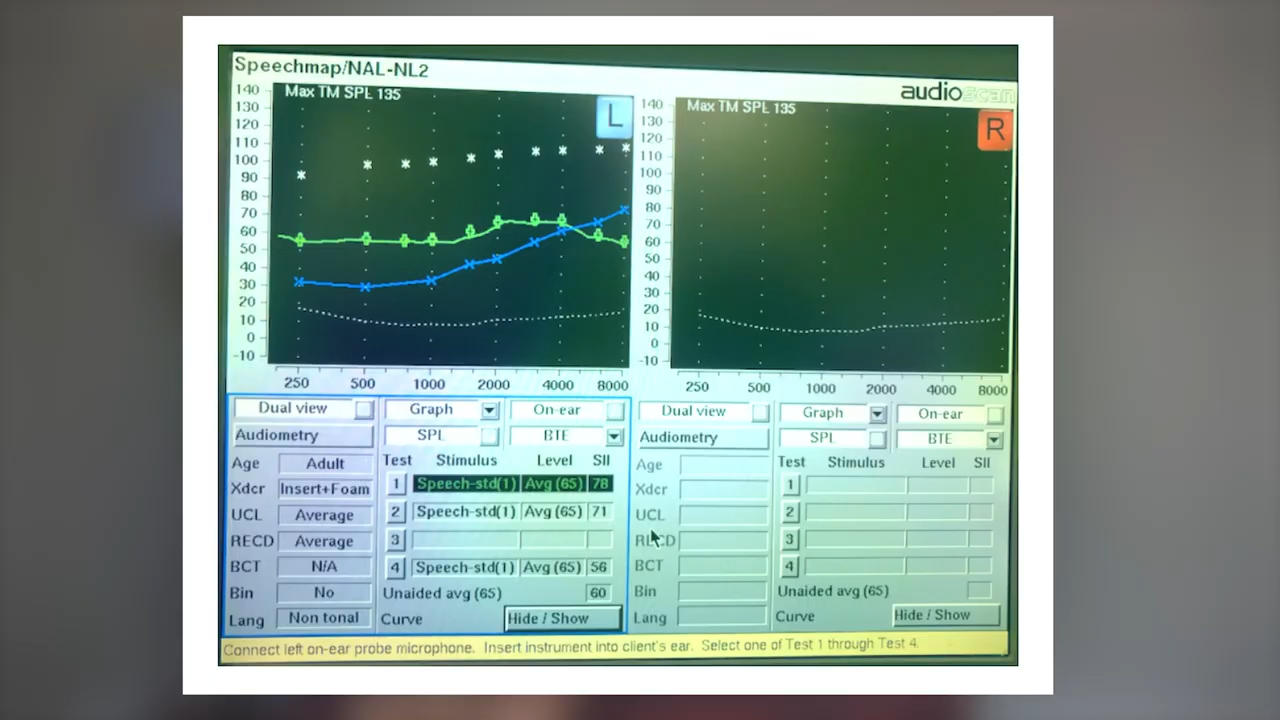 Speechmap/NAL-NL2
audioscan
Max TM SPL 135
L
140
130
120
110
100
90
80
70
60
50
40
30
20
10
0
-10
250 500 1000 2000 4000 8000
Max TM SPL 135
R
140
130
120
110
100
90
80
70
60
50
40
30
20
10
0
-10
250 500 1000 2000 4000 8000
Dual view Graph On-ear
Audiometry SPL BTE
Age Adult
Xdcr Insert+Foam
UCL Average
RECD Average
BCT N/A
Bin No
Lang Non tonal
Test Stimulus Level SII
1 Speech-std(1) Avg (65) 78
2 Speech-std(1) Avg (65) 71
3
4 Speech-std(1) Avg (65) 56
Unaided avg (65) 60
Curve Hide / Show
Dual view Graph On-ear
Audiometry SPL BTE
Age
Xdcr
UCL
RECD
BCT
Bin
Lang
Test Stimulus Level SII
1
2
3
4
Unaided avg (65)
Curve Hide / Show
Connect left on-ear probe microphone. Insert instrument into client's ear. Select one of Test 1 through Test 4.